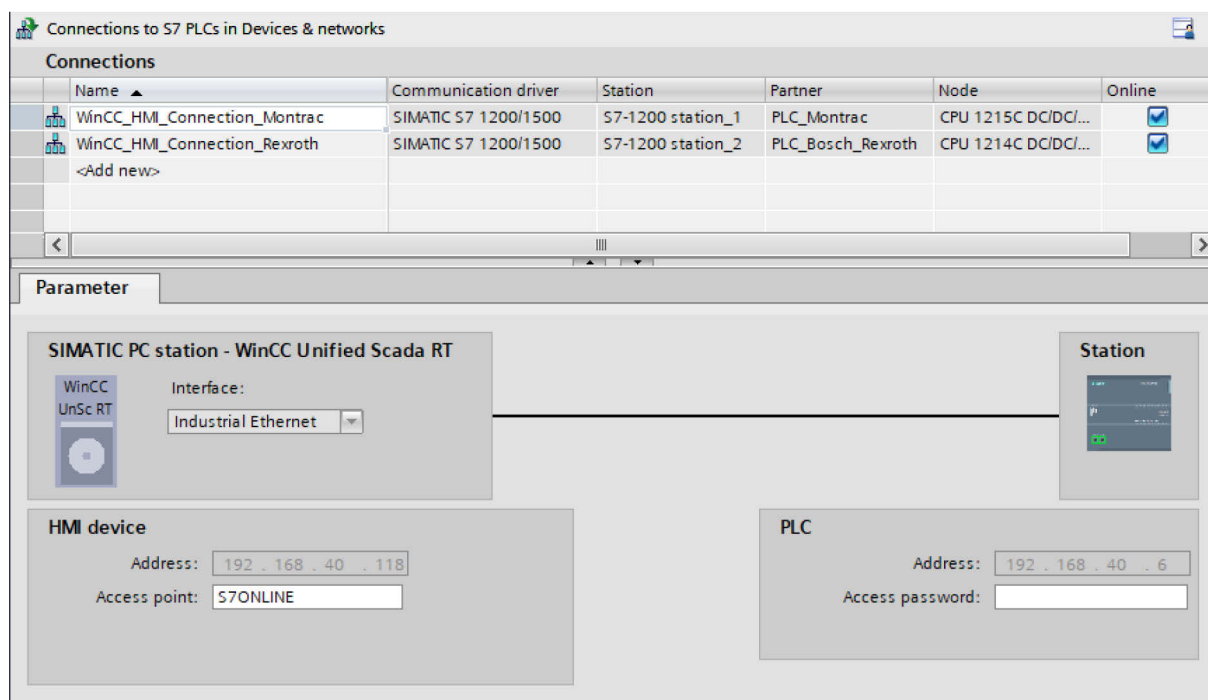 Connections to S7 PLCs in Devices & networks
Connections
Name Communication driver Station Partner Node Online
WinCC_HMI_Connection_Montrac SIMATIC S7 1200/1500 S7-1200 station_1 PLC_Montrac CPU 1215C DC/DC/...
WinCC_HMI_Connection_Rexroth SIMATIC S7 1200/1500 S7-1200 station_2 PLC_Bosch_Rexroth CPU 1214C DC/DC/...
<Add new>
Parameter
SIMATIC PC station - WinCC Unified Scada RT
Station
WinCC
UnSc RT
Interface:
Industrial Ethernet
HMI device
Address: 192 . 168 . 40 . 118
Access point: S7ONLINE
PLC
Address: 192 . 168 . 40 . 6
Access password: